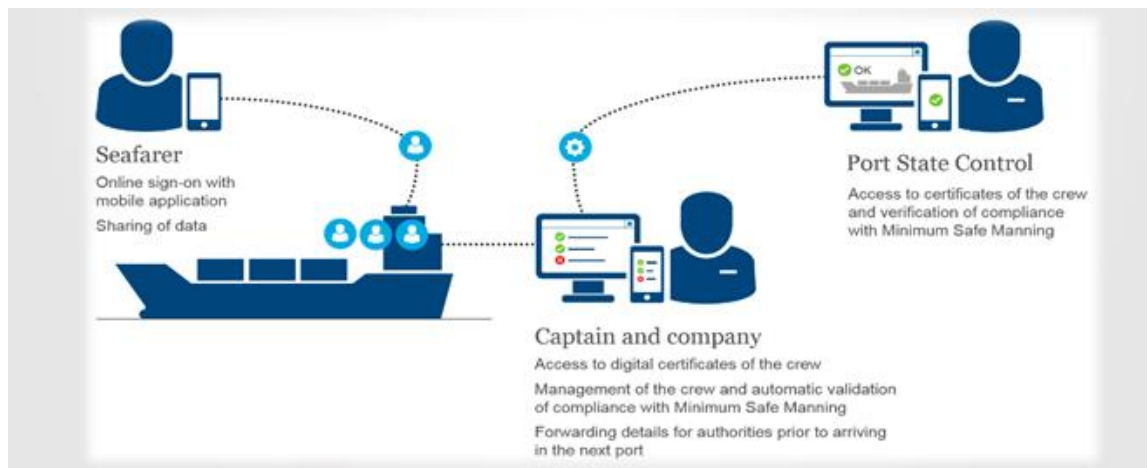 OK
Seafarer
Online sign-on with
mobile application
Sharing of data
Port State Control
Access to certificates of the crew
and verification of compliance
with Minimum Safe Manning
Captain and company
Access to digital certificates of the crew
Management of the crew and automatic validation
of compliance with Minimum Safe Manning
Forwarding details for authorities prior to arriving
in the next port